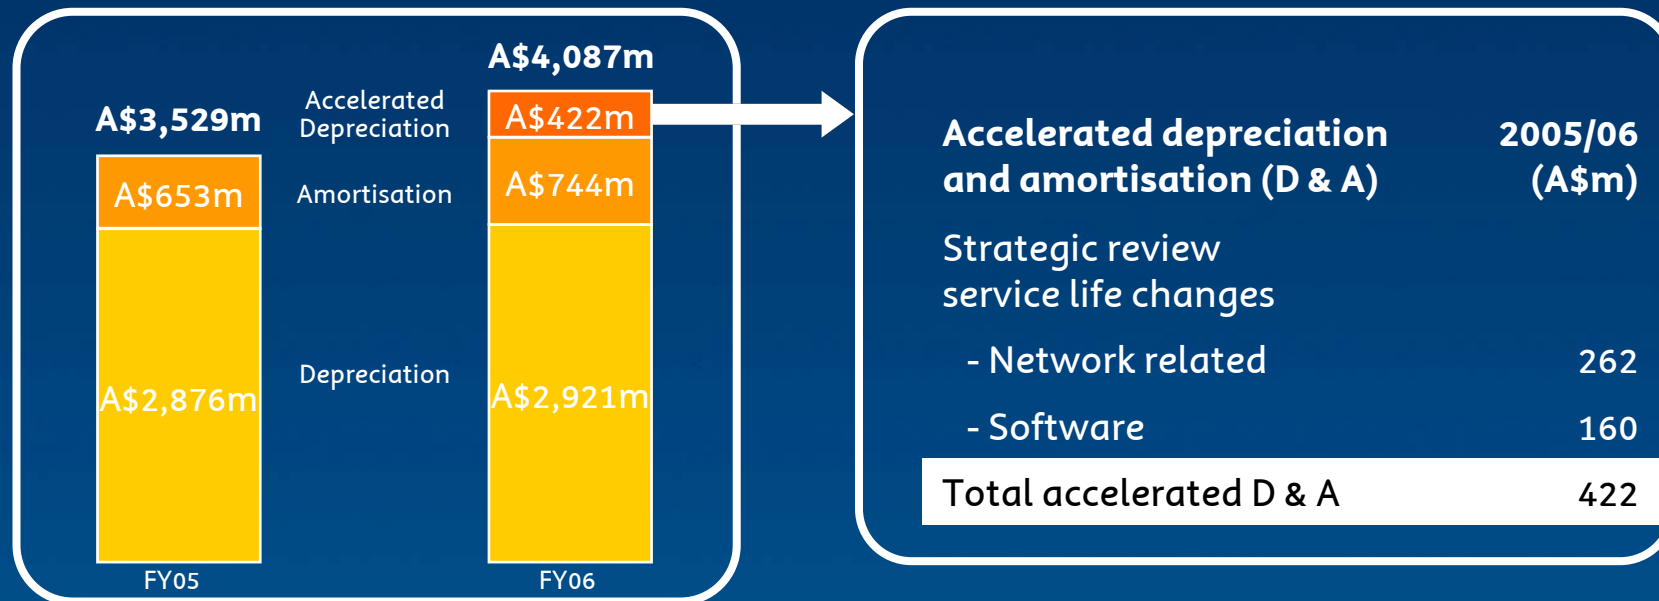 A$4,087m
A$3,529m
Accelerated
Depreciation
A$422m
A$653m
Amortisation
A$744m
Depreciation
A$2,876m
A$2,921m
FY05
FY06
Accelerated depreciation 2005/06
and amortisation (D & A) (A$m)
Strategic review
service life changes
- Network related 262
- Software 160
Total accelerated D & A 422